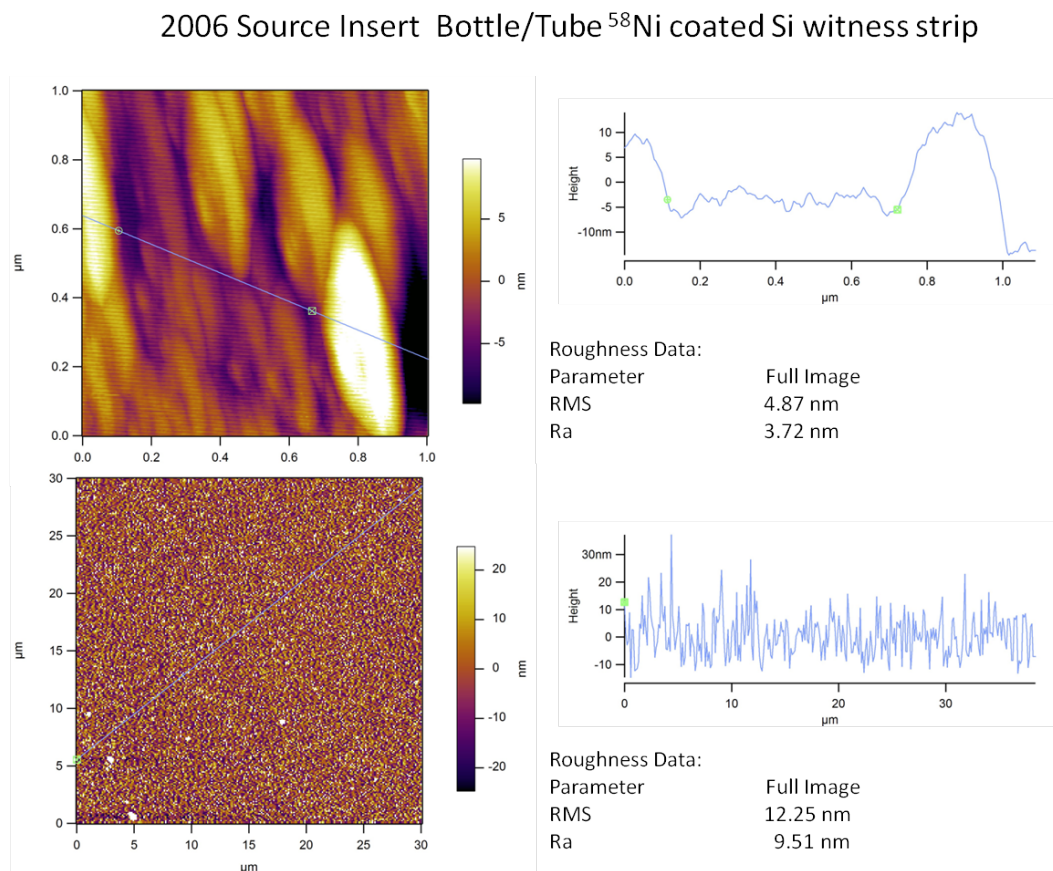 2006 Source Insert Bottle/Tube ⁵⁸Ni coated Si witness strip
1.0
0.8
0.6
0.4
0.2
0.0
µm
0.0 0.2 0.4 0.6 0.8 1.0
5
0
-5
nm
10
5
0
-5
-10nm
Height
0.0 0.2 0.4 0.6 0.8 1.0
µm
Roughness Data:
Parameter Full Image
RMS 4.87 nm
Ra 3.72 nm
30
25
20
15
10
5
0
µm
0 5 10 15 20 25 30
µm
20
10
0
-10
-20
nm
30nm
20
10
0
-10
Height
0 10 20 30
µm
Roughness Data:
Parameter Full Image
RMS 12.25 nm
Ra 9.51 nm